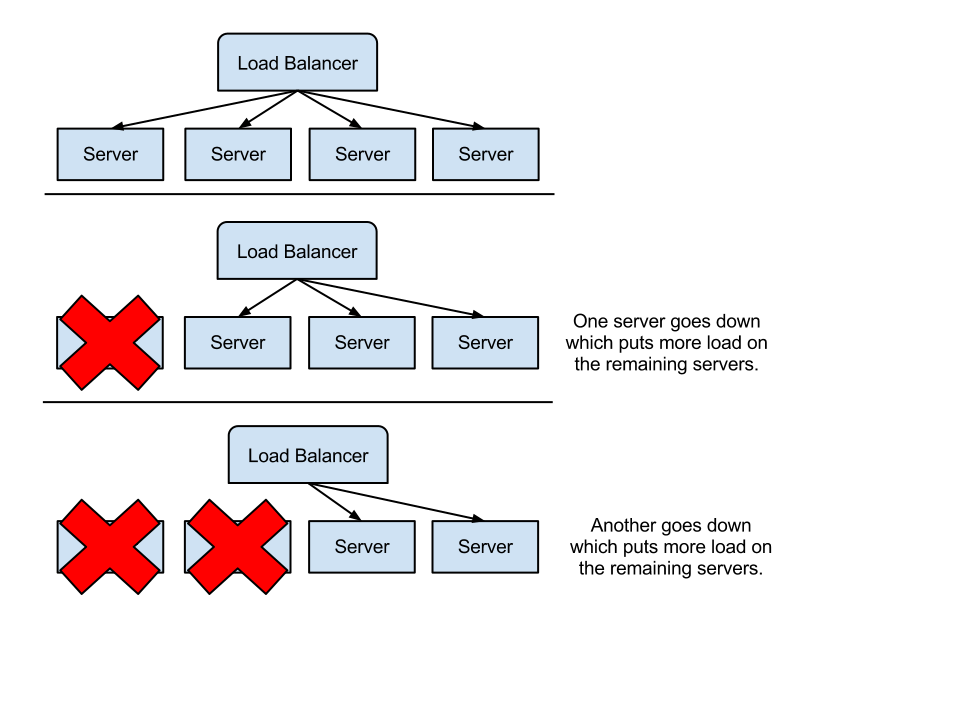 Load Balancer
Server Server Server Server
Load Balancer
Server Server Server
One server goes down
which puts more load on
the remaining servers.
Load Balancer
Server Server
Another goes down
which puts more load on
the remaining servers.